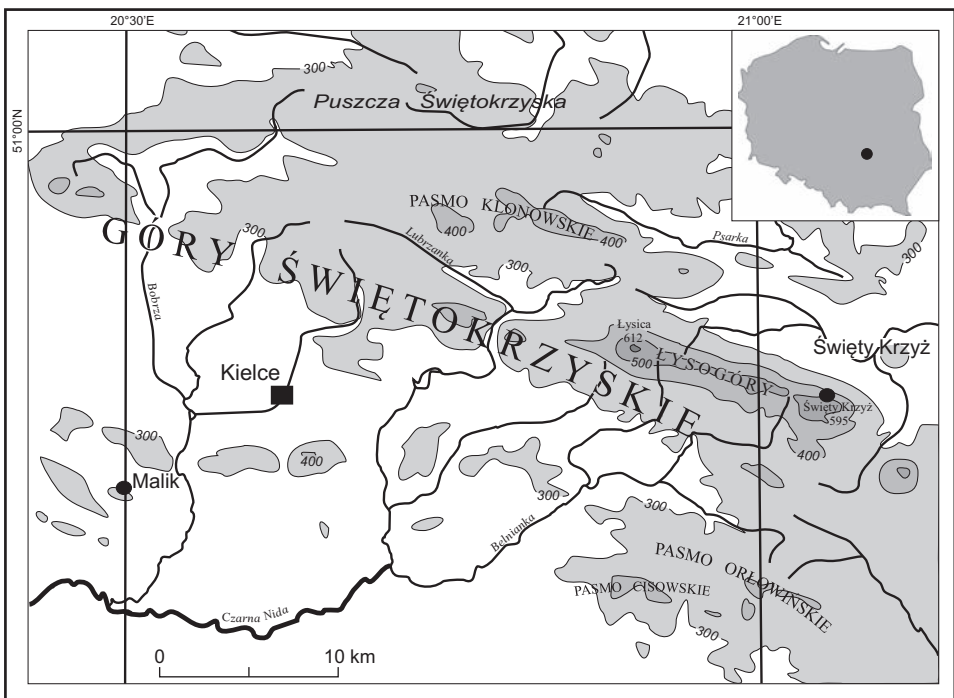 20°30'E
21°00'E
51°00'N
300
Puszcza Świętokrzyska
PASMO KLONOWSKIE
400
400
300
Psarka
300
GÓRY ŚWIĘTOKRZYSKIE
300
Lubrzanka
Bobrza
Łysica
612
500
ŁYSOGÓRY
Święty Krzyż
Kielce
Święty Krzyż
595
300
400
400
Malik
300
300
Belnianka
PASMO ORŁOWIŃSKIE
PASMO CISOWSKIE
Czarna Nida
300
0
10 km